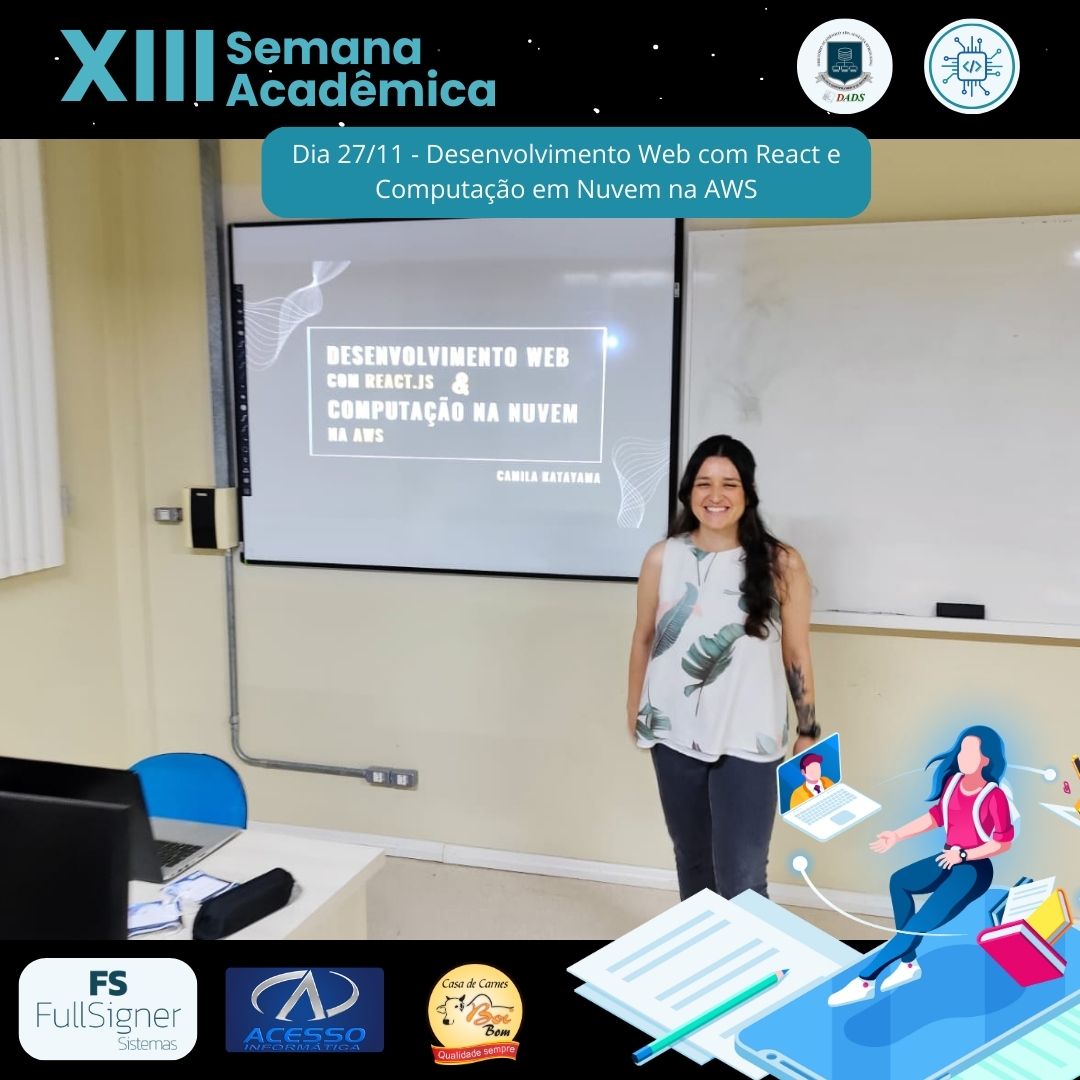 XIII Semana
Acadêmica
DADS
</>
Dia 27/11 - Desenvolvimento Web com React e
Computação em Nuvem na AWS
DESENVOLVIMENTO WEB
COM REACT.JS &
COMPUTAÇÃO NA NUVEM
NA AWS
CAMILA KATAYAMA
FS
FullSigner
Sistemas
ACESSO
INFORMÁTICA
Casa de Carnes
Boi
Bom
Qualidade sempre